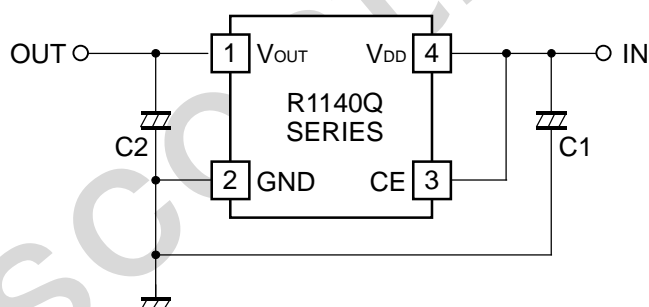 OUT 1 VOUT VDD 4 IN
R1140Q
SERIES
C2 C1
2 GND CE 3